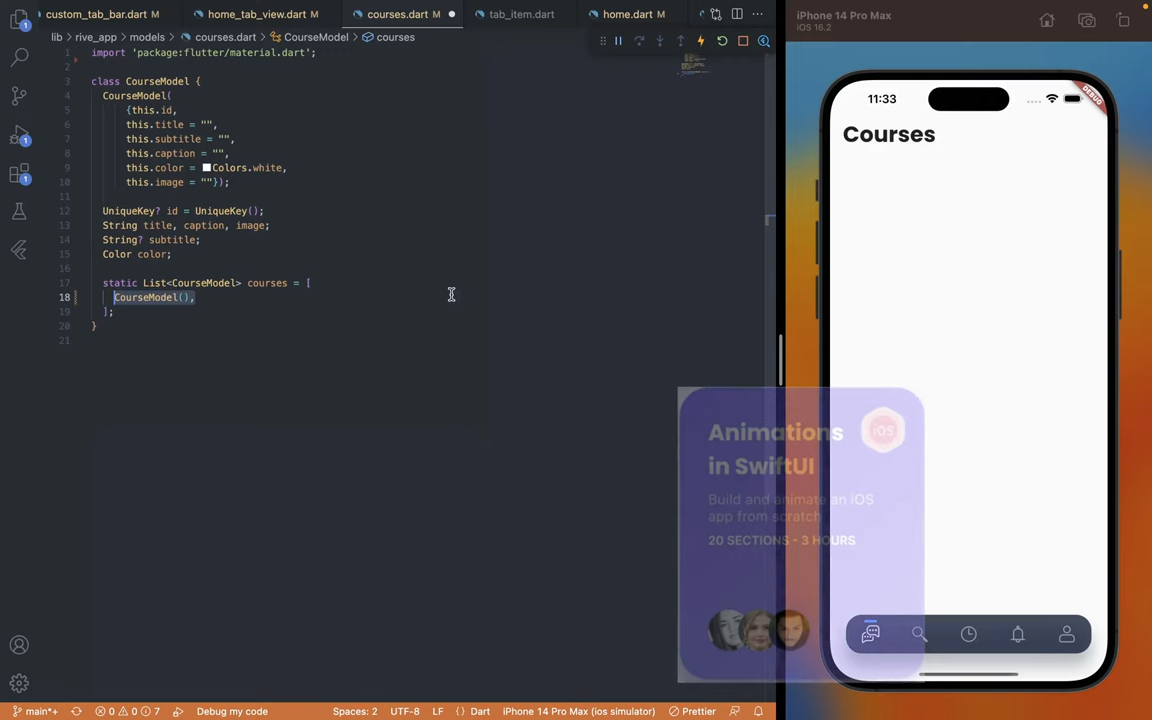 custom_tab_bar.dart M
home_tab_view.dart M
courses.dart M
tab_item.dart
home.dart M
lib > rive_app > models > courses.dart > CourseModel > courses
1 import 'package:flutter/material.dart';
2
3 class CourseModel {
4 CourseModel(
5 {this.id,
6 this.title = "",
7 this.subtitle = "",
8 this.caption = "",
9 this.color = Colors.white,
10 this.image = ""});
11
12 UniqueKey? id = UniqueKey();
13 String title, caption, image;
14 String? subtitle;
15 Color color;
16
17 static List<CourseModel> courses = [
18 CourseModel(),
19 ];
20 }
21
1
1
1
main*+
0 0 7
Debug my code
Spaces: 2
UTF-8
LF
{ } Dart
iPhone 14 Pro Max (ios simulator)
Prettier
iPhone 14 Pro Max
iOS 16.2
11:33
DEBUG
Courses
Animations
in SwiftUI
iOS
Build and animate an iOS
app from scratch
20 SECTIONS - 3 HOURS